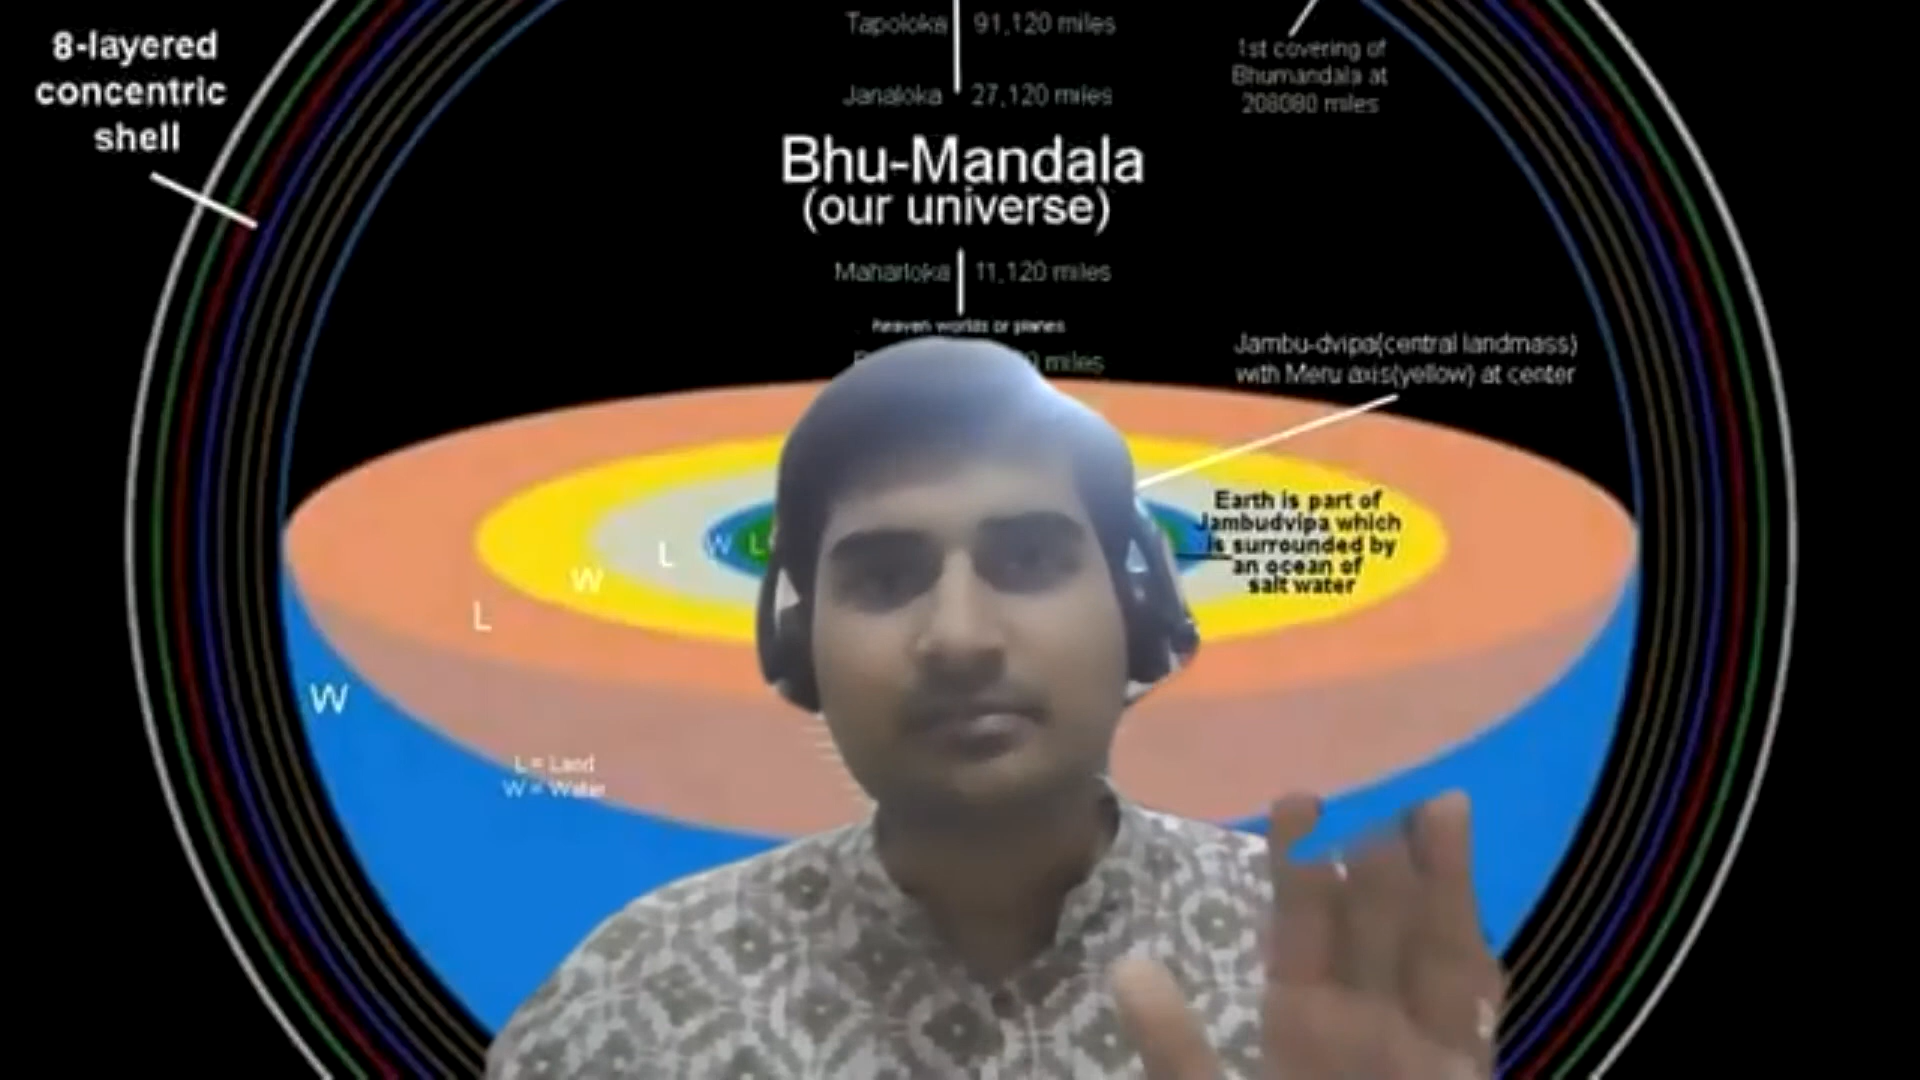 8-layered
concentric
shell
Tapoloka 91,120 miles
Janaloka 27,120 miles
1st covering of
Bhumandala at
208080 miles
Bhu-Mandala
(our universe)
Maharloka 11,120 miles
heaven worlds or planes
miles
Jambu-dvipa(central landmass)
with Meru axis(yellow) at center
Earth is part of
Jambudvipa which
is surrounded by
an ocean of
salt water
W L
L
W
L
W
L = Land
W = Water